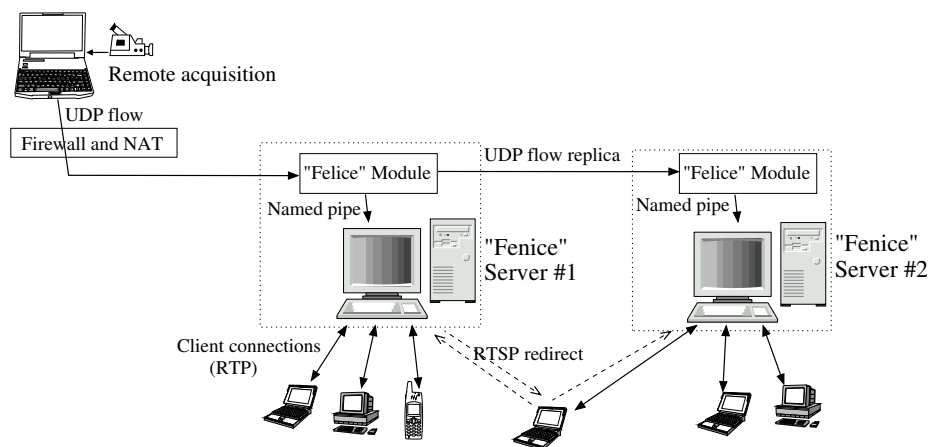 Remote acquisition
UDP flow
Firewall and NAT
"Felice" Module
UDP flow replica
"Felice" Module
Named pipe
Named pipe
"Fenice"
Server #1
"Fenice"
Server #2
Client connections
(RTP)
RTSP redirect